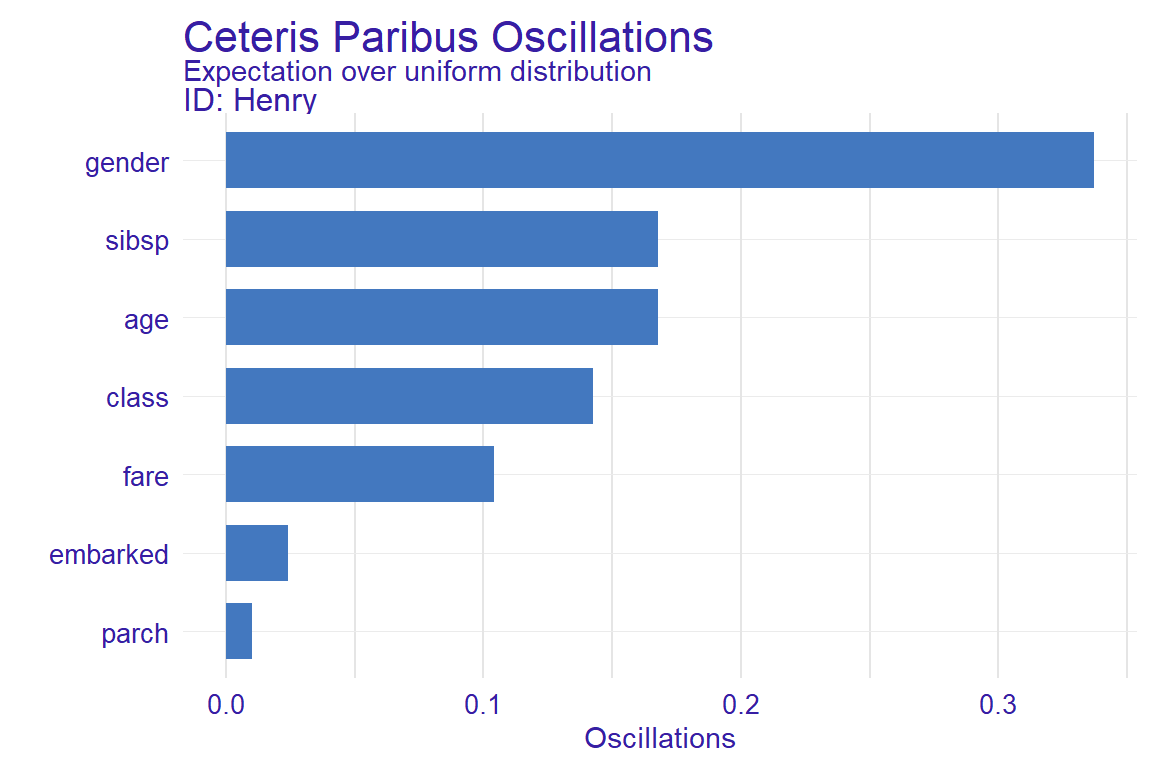 Ceteris Paribus Oscillations
Expectation over uniform distribution
ID: Henry
gender
sibsp
age
class
fare
embarked
parch
0.0 0.1 0.2 0.3
Oscillations